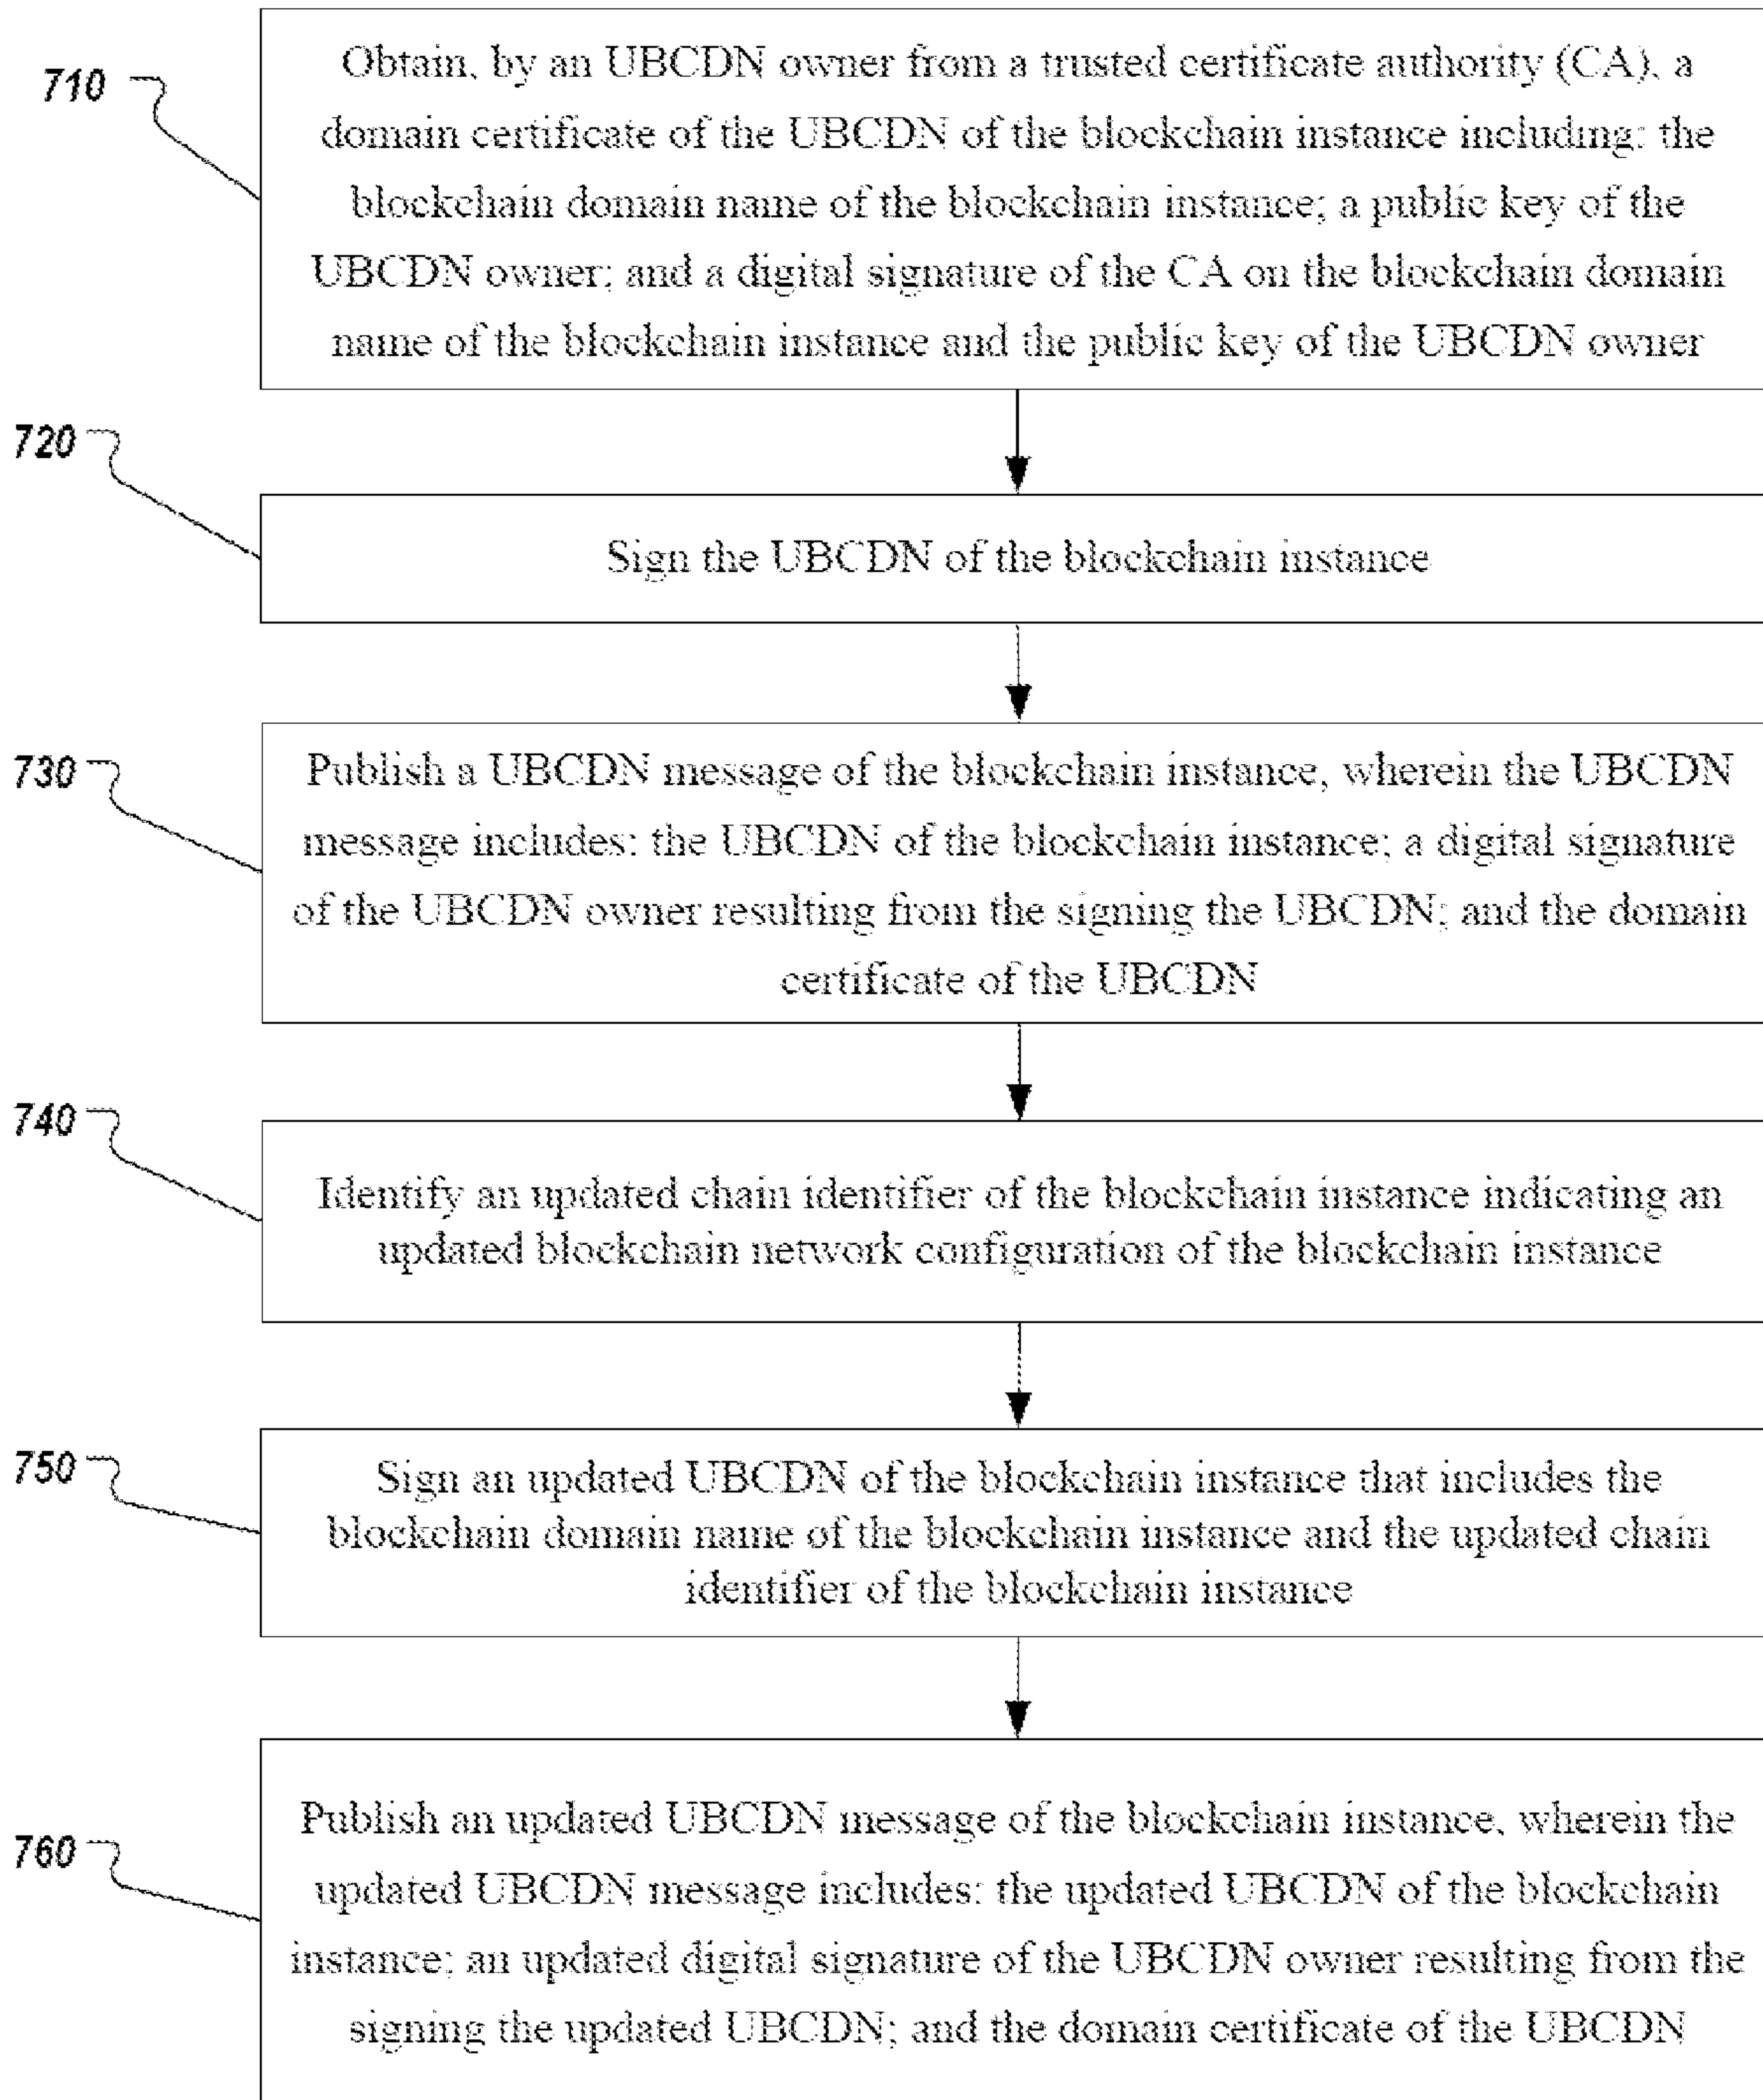 710
Obtain, by an UBCDN owner from a trusted certificate authority (CA), a
domain certificate of the UBCDN of the blockchain instance including: the
blockchain domain name of the blockchain instance; a public key of the
UBCDN owner; and a digital signature of the CA on the blockchain domain
name of the blockchain instance and the public key of the UBCDN owner
720
Sign the UBCDN of the blockchain instance
730
Publish a UBCDN message of the blockchain instance, wherein the UBCDN
message includes: the UBCDN of the blockchain instance; a digital signature
of the UBCDN owner resulting from the signing the UBCDN; and the domain
certificate of the UBCDN
740
Identify an updated chain identifier of the blockchain instance indicating an
updated blockchain network configuration of the blockchain instance
750
Sign an updated UBCDN of the blockchain instance that includes the
blockchain domain name of the blockchain instance and the updated chain
identifier of the blockchain instance
760
Publish an updated UBCDN message of the blockchain instance, wherein the
updated UBCDN message includes: the updated UBCDN of the blockchain
instance; an updated digital signature of the UBCDN owner resulting from the
signing the updated UBCDN; and the domain certificate of the UBCDN